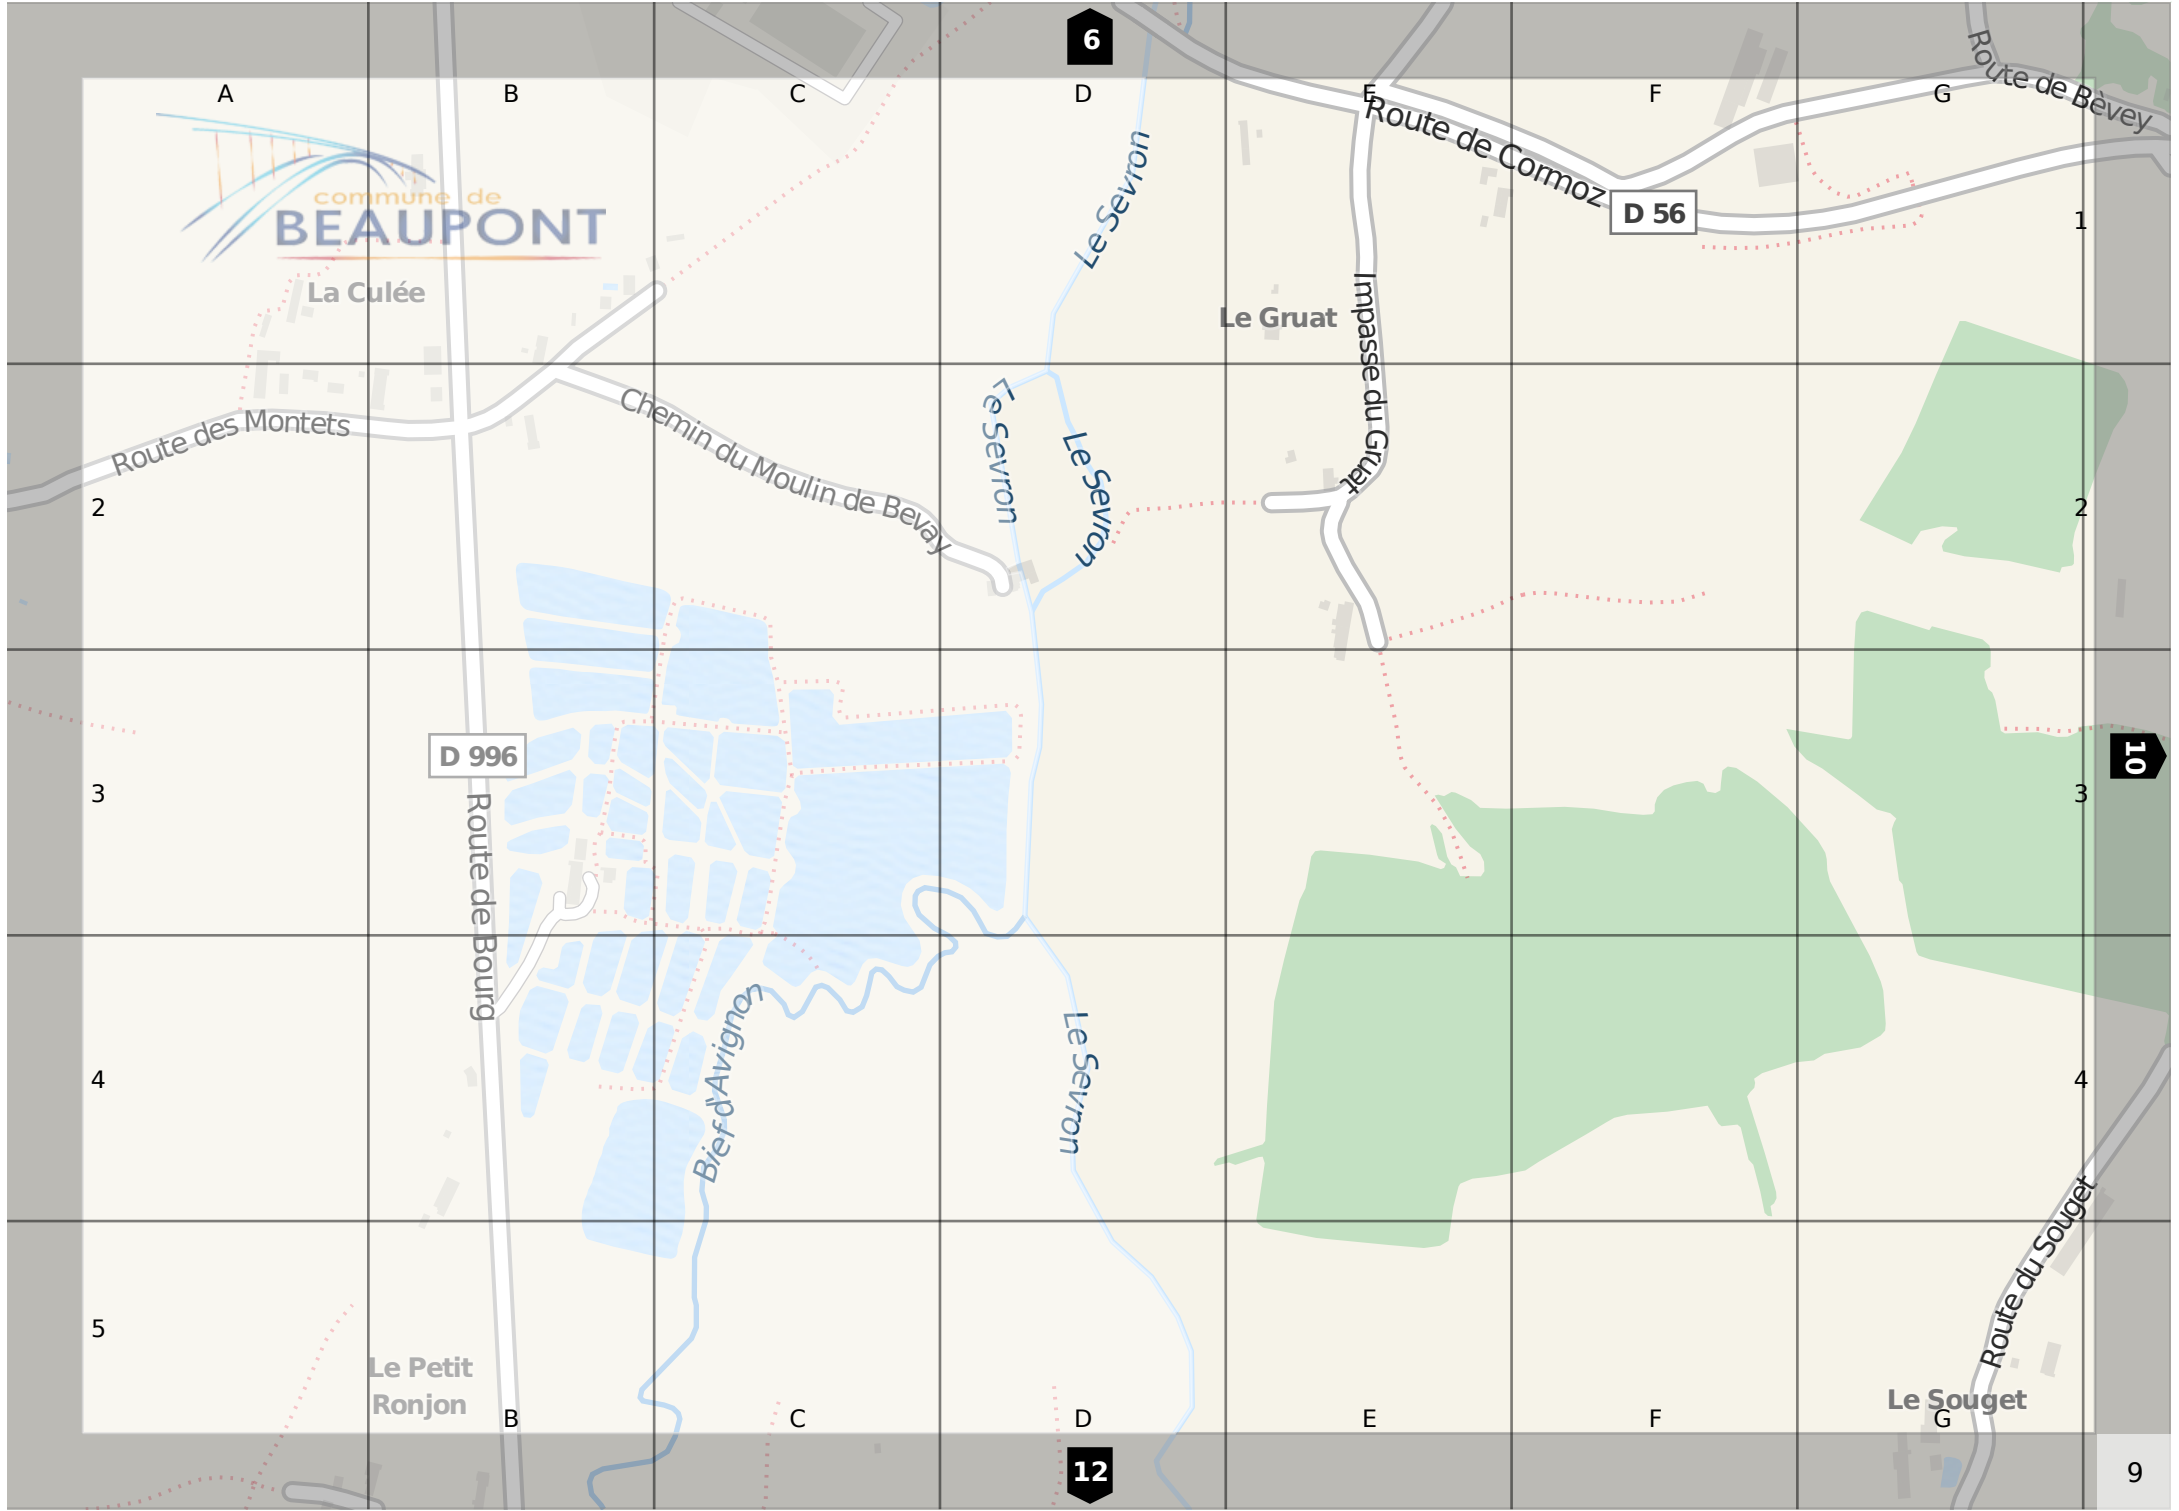 6
A
B
C
D
E
F
G
Route de Bèvey
Route de Cormoz
commune de
BEAUPONT
Le Sevron
D 56
1
1
La Culée
Le Gruat
Impasse du Gruat
Route des Montets
Chemin du Moulin de Bevay
Le Sevron
Le Sevron
2
2
D 996
10
3
3
Route de Bourg
Bief d'Avignon
Le Sevron
4
4
Route du Souget
5
Le Petit
Ronjon
Le Souget
B
C
D
E
F
G
12
9